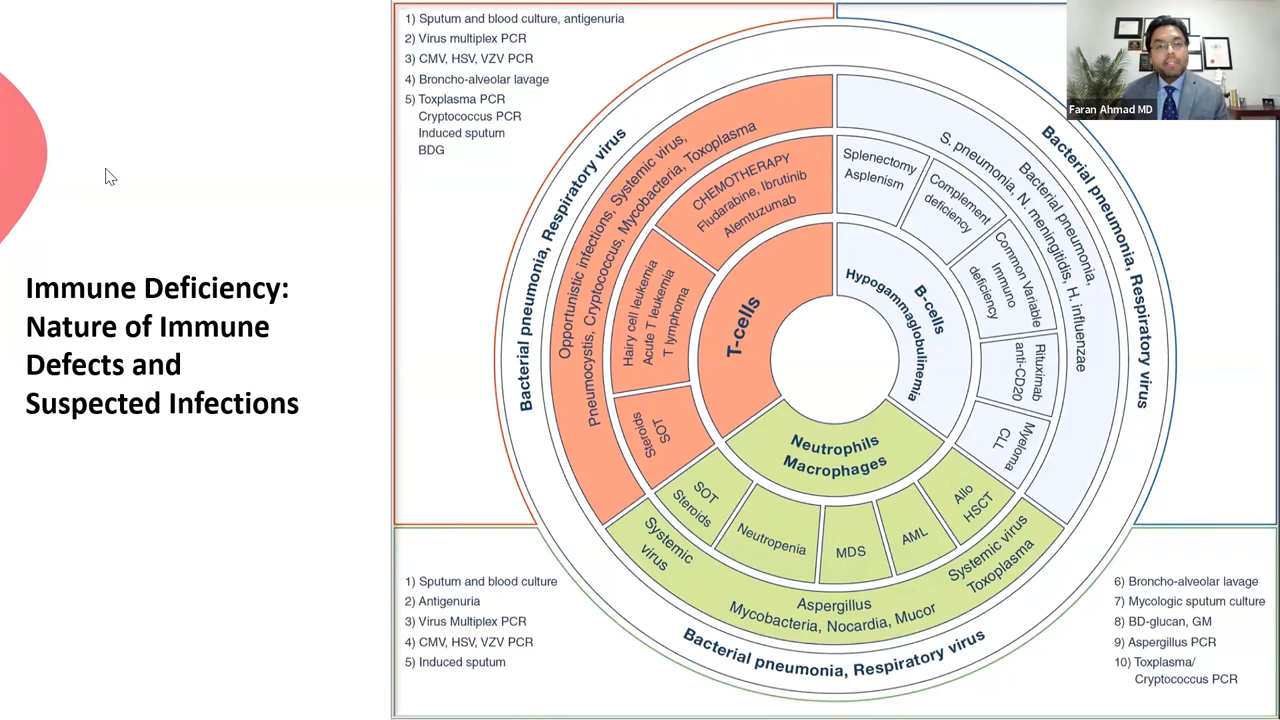 Immune Deficiency:
Nature of Immune
Defects and
Suspected Infections
1) Sputum and blood culture, antigenuria
2) Virus multiplex PCR
3) CMV, HSV, VZV PCR
4) Broncho-alveolar lavage
5) Toxplasma PCR
Cryptococcus PCR
Induced sputum
BDG
Faran Ahmad MD
Bacterial pneumonia, Respiratory virus
Opportunistic infections, Systemic virus,
Pneumocystis, Cryptococcus, Mycobacteria, Toxoplasma
CHEMOTHERAPY
Fludarabine, Ibrutinib
Alemtuzumab
Hairy cell leukemia
Acute T leukemia
T lymphoma
Steroids
SOT
T-cells
Bacterial pneumonia, Respiratory virus
Bacterial pneumonia,
S. pneumonia, N. meningitidis, H. influenzae
Splenectomy
Asplenism
Complement
deficiency
Common Variable
Immuno
deficiency
Rituximab
anti-CD20
Myeloma
CLL
B-cells
Hypogammaglobulinemia
Neutrophils
Macrophages
SOT
Steroids
Neutropenia
MDS
AML
Allo
HSCT
Systemic
virus
Aspergillus
Mycobacteria, Nocardia, Mucor
Systemic virus
Toxoplasma
Bacterial pneumonia, Respiratory virus
1) Sputum and blood culture
2) Antigenuria
3) Virus Multiplex PCR
4) CMV, HSV, VZV PCR
5) Induced sputum
6) Broncho-alveolar lavage
7) Mycologic sputum culture
8) BD-glucan, GM
9) Aspergillus PCR
10) Toxplasma/
Cryptococcus PCR